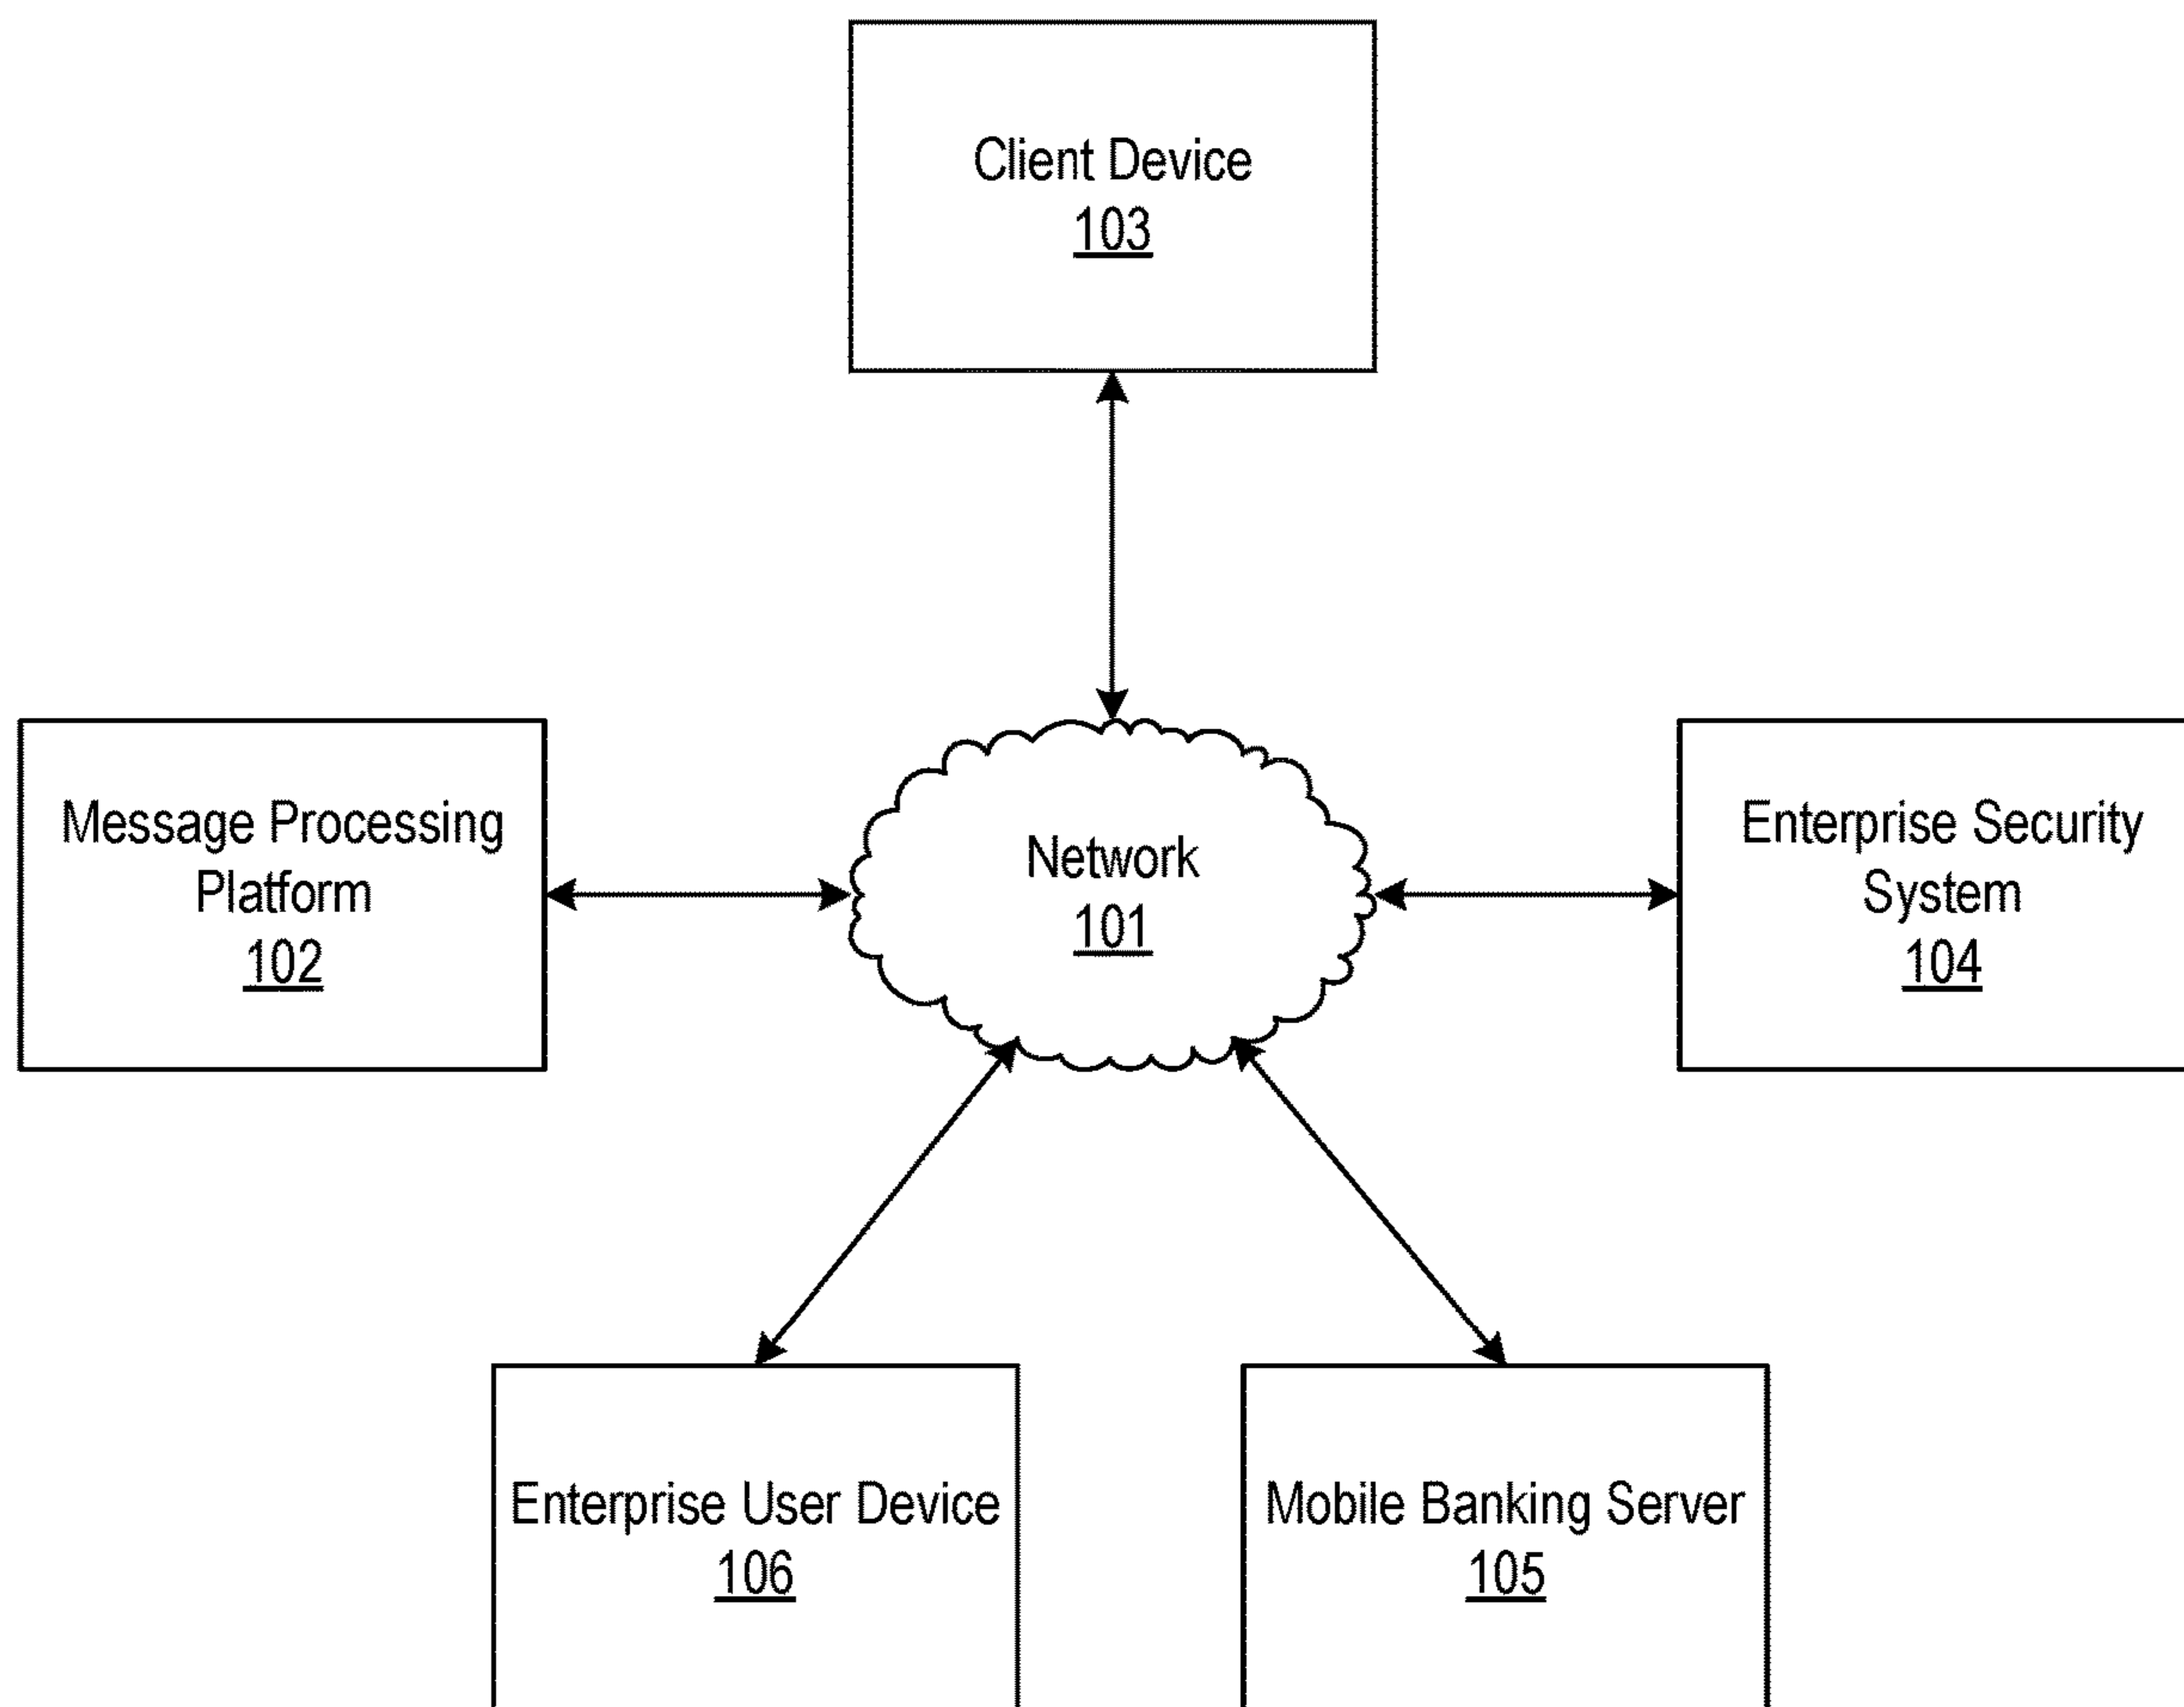 Client Device
103
Message Processing
Platform
102
Network
101
Enterprise Security
System
104
Enterprise User Device
106
Mobile Banking Server
105